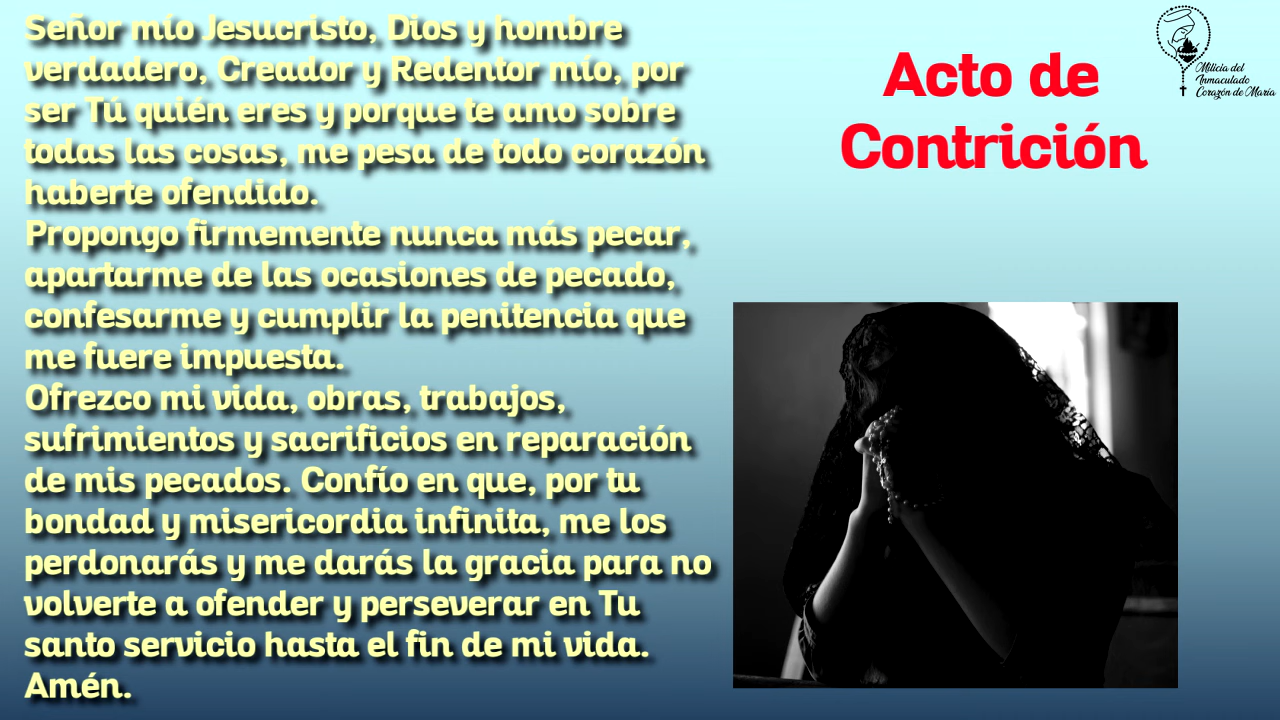 Señor mío Jesucristo, Dios y hombre
verdadero, Creador y Redentor mío, por
ser Tú quién eres y porque te amo sobre
todas las cosas, me pesa de todo corazón
haberte ofendido.
Propongo firmemente nunca más pecar,
apartarme de las ocasiones de pecado,
confesarme y cumplir la penitencia que
me fuere impuesta.
Ofrezco mi vida, obras, trabajos,
sufrimientos y sacrificios en reparación
de mis pecados. Confío en que, por tu
bondad y misericordia infinita, me los
perdonarás y me darás la gracia para no
volverte a ofender y perseverar en Tu
santo servicio hasta el fin de mi vida.
Amén.
Acto de
Contrición
Milicia del
Inmaculado
Corazón de María